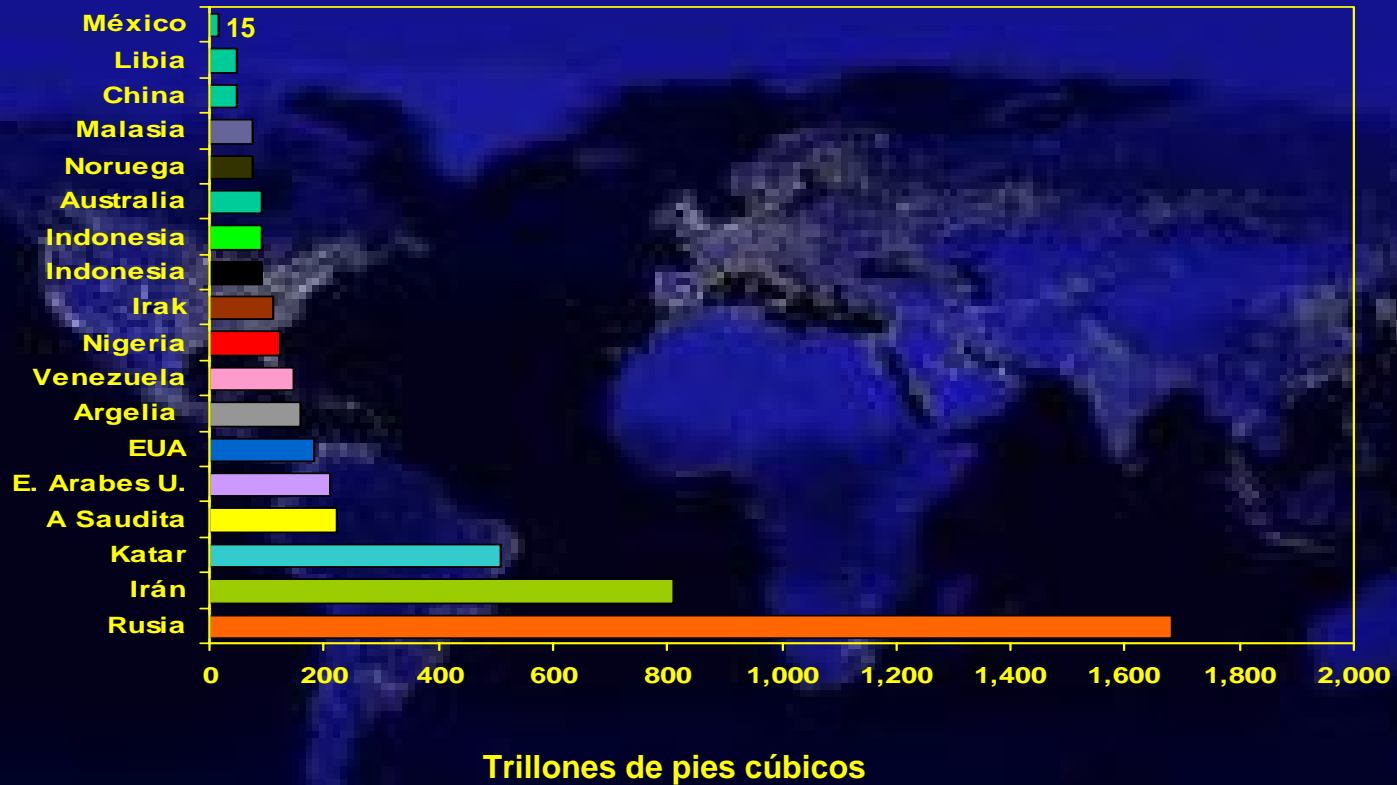 México 15
Libia
China
Malasia
Noruega
Australia
Indonesia
Indonesia
Irak
Nigeria
Venezuela
Argelia
EUA
E. Arabes U.
A Saudita
Katar
Irán
Rusia
0 200 400 600 800 1,000 1,200 1,400 1,600 1,800 2,000
Trillones de pies cúbicos